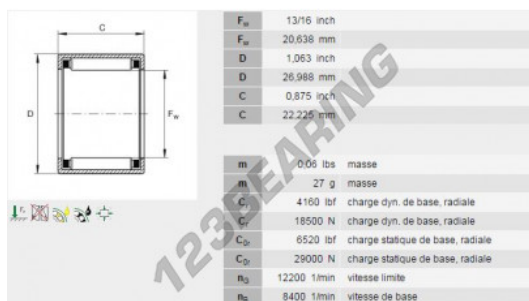 C
D
Fw
Fw 13/16 inch
Fw 20,638 mm
D 1,063 inch
D 26,988 mm
C 0,875 inch
C 22,225 mm
m 0,06 lbs masse
m 27 g masse
Cr 4160 lbf charge dyn. de base, radiale
Cr 18500 N charge dyn. de base, radiale
C0r 6520 lbf charge statique de base, radiale
C0r 29000 N charge statique de base, radiale
nG 12200 1/min vitesse limite
nB 8400 1/min vitesse de base
123BEARING